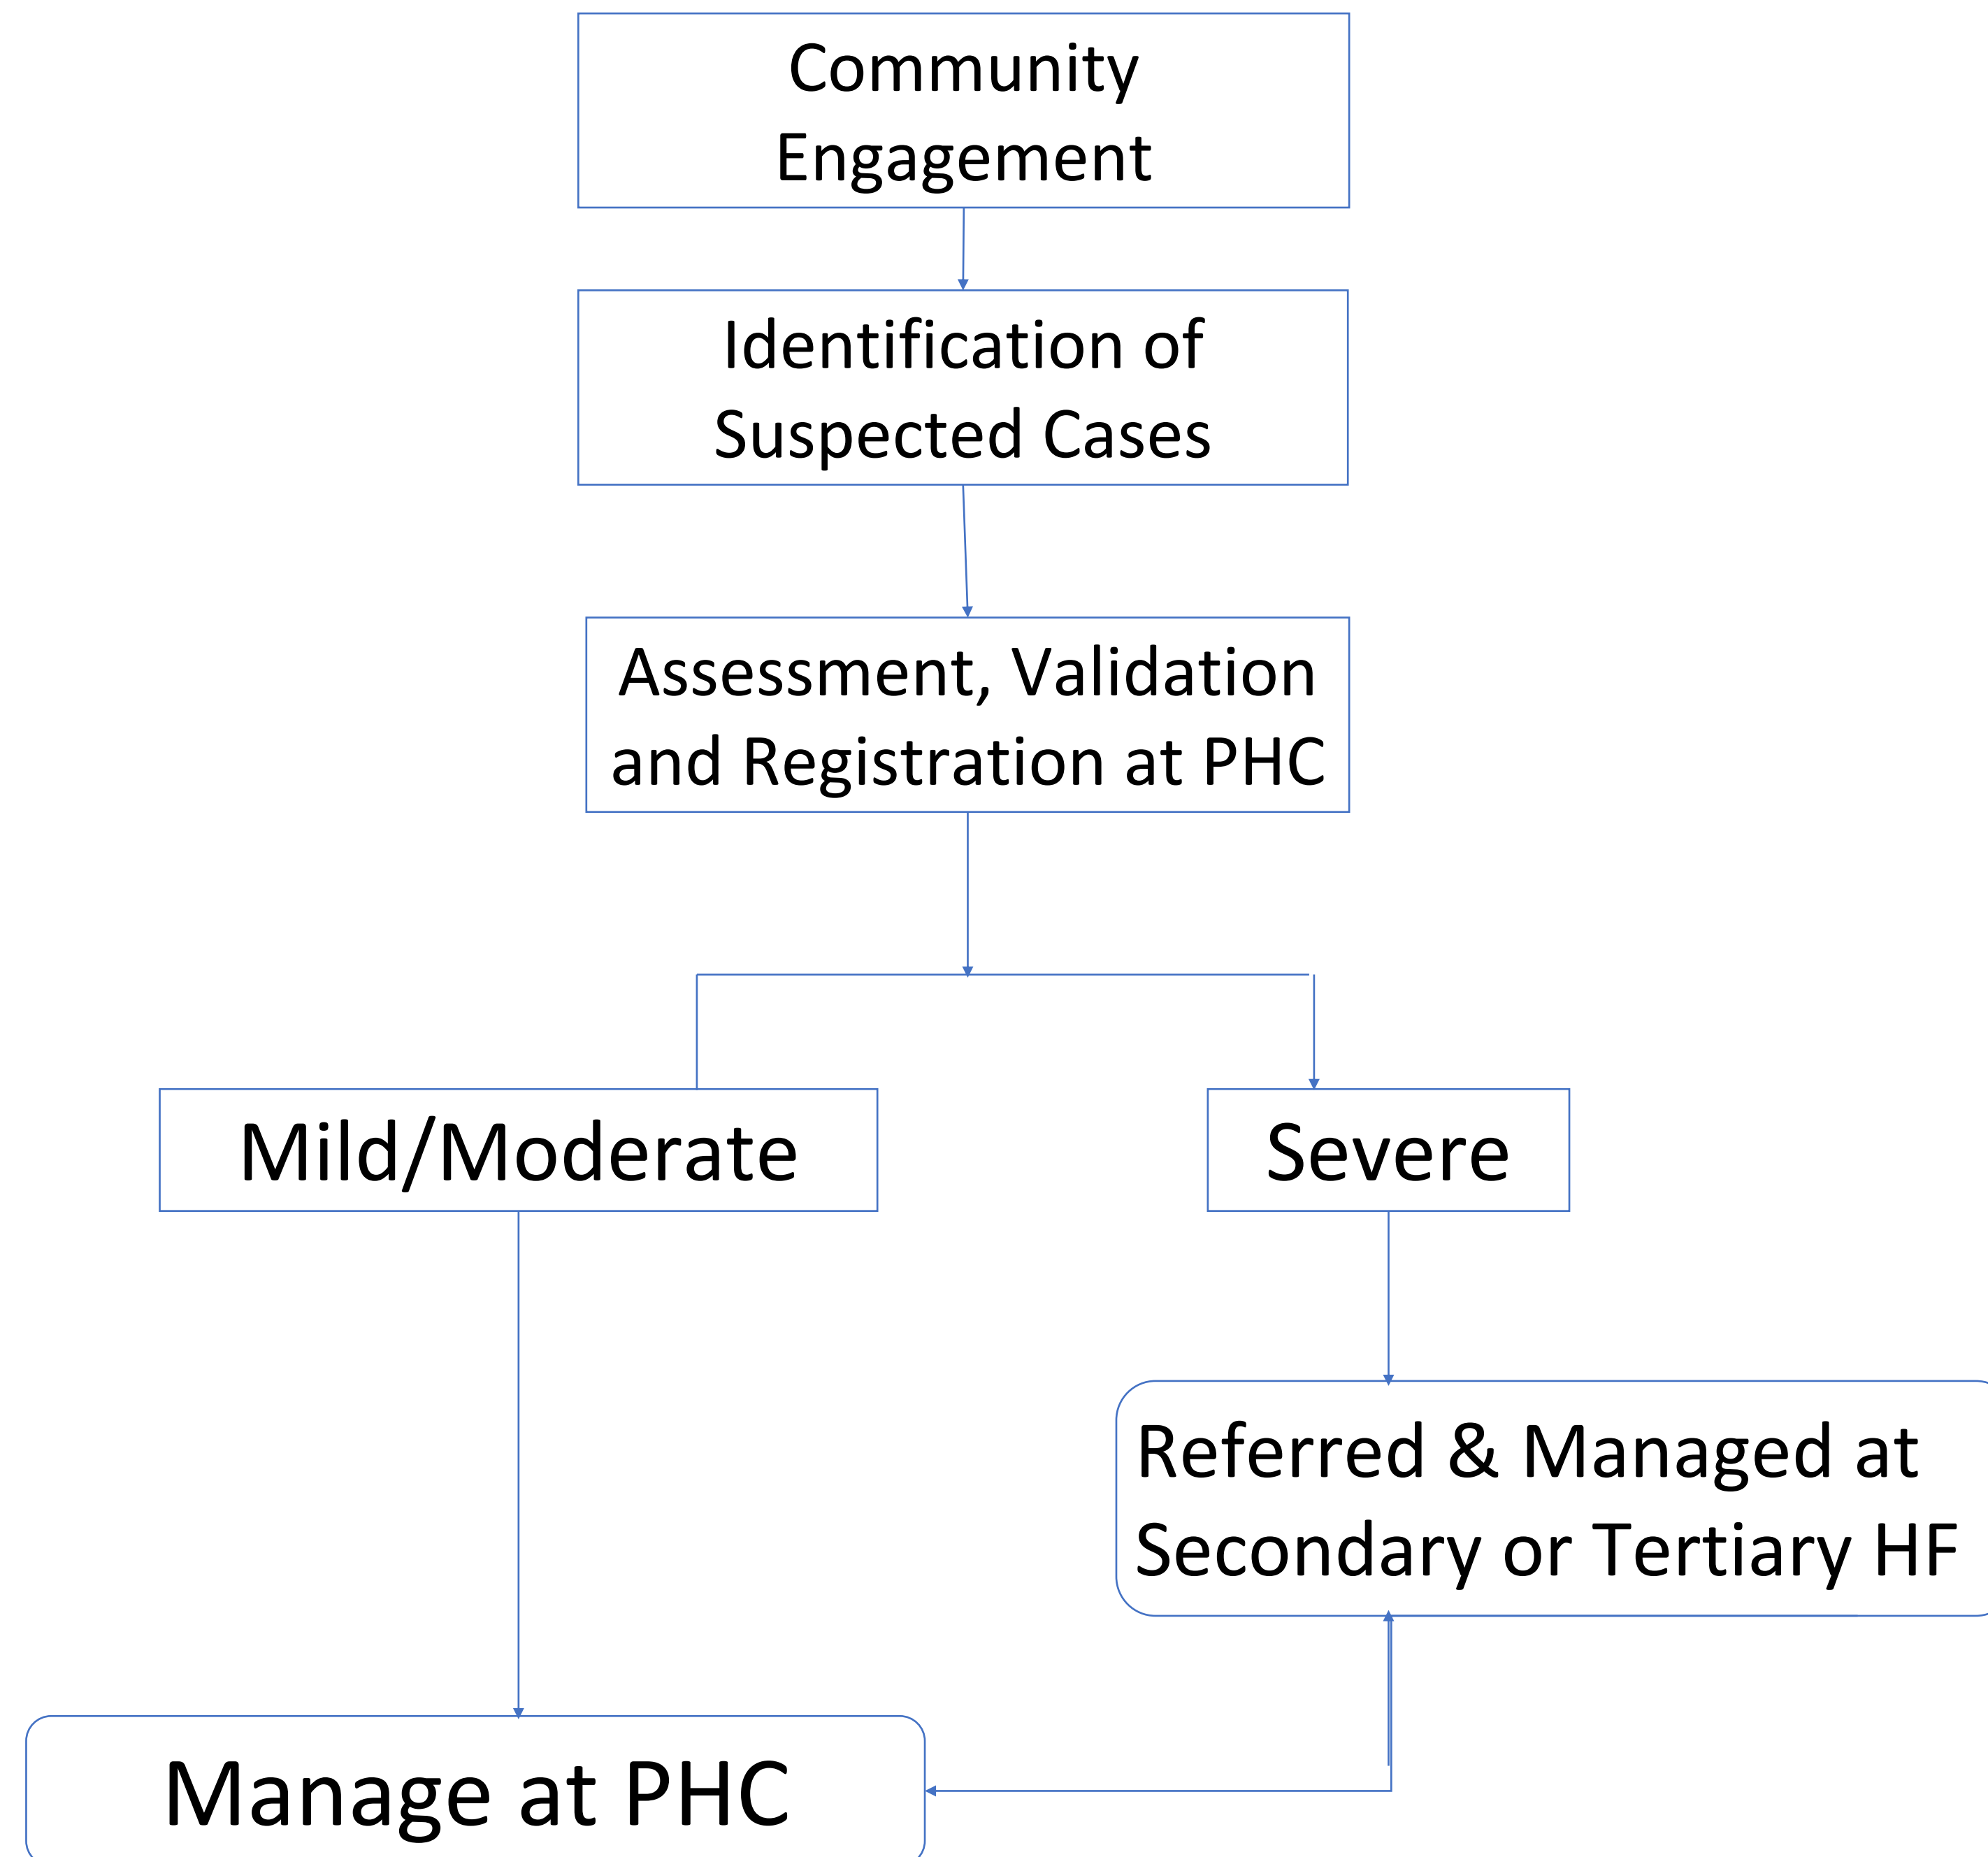 Community
Engagement
Identification of
Suspected Cases
Assessment, Validation
and Registration at PHC
Mild/Moderate
Severe
Referred & Managed at
Secondary or Tertiary HF
Manage at PHC